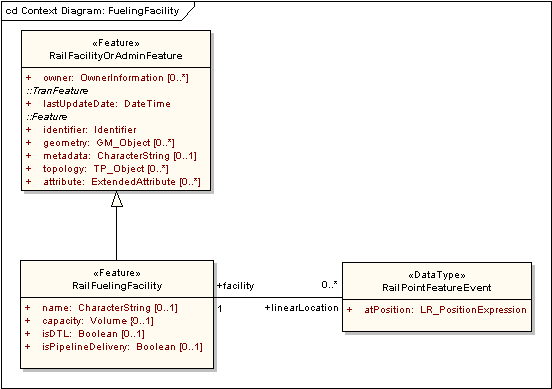 cd Context Diagram: FuelingFacility
«Feature»
RailFacilityOrAdminFeature
+ owner: OwnerInformation [0..*]
::TranFeature
+ lastUpdateDate: DateTime
::Feature
+ identifier: Identifier
+ geometry: GM_Object [0..*]
+ metadata: CharacterString [0..1]
+ topology: TP_Object [0..*]
+ attribute: ExtendedAttribute [0..*]
«Feature»
RailFuelingFacility
+ name: CharacterString [0..1]
+ capacity: Volume [0..1]
+ isDTL: Boolean [0..1]
+ isPipelineDelivery: Boolean [0..1]
+facility 0..*
1 +linearLocation
«DataType»
RailPointFeatureEvent
+ atPosition: LR_PositionExpression